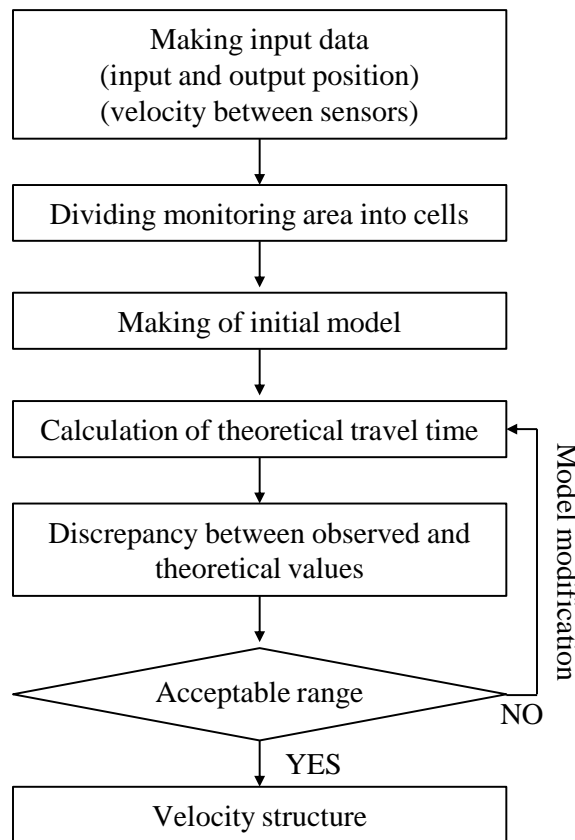 Making input data
(input and output position)
(velocity between sensors)
Dividing monitoring area into cells
Making of initial model
Calculation of theoretical travel time
Discrepancy between observed and
theoretical values
Model modification
Acceptable range
NO
YES
Velocity structure